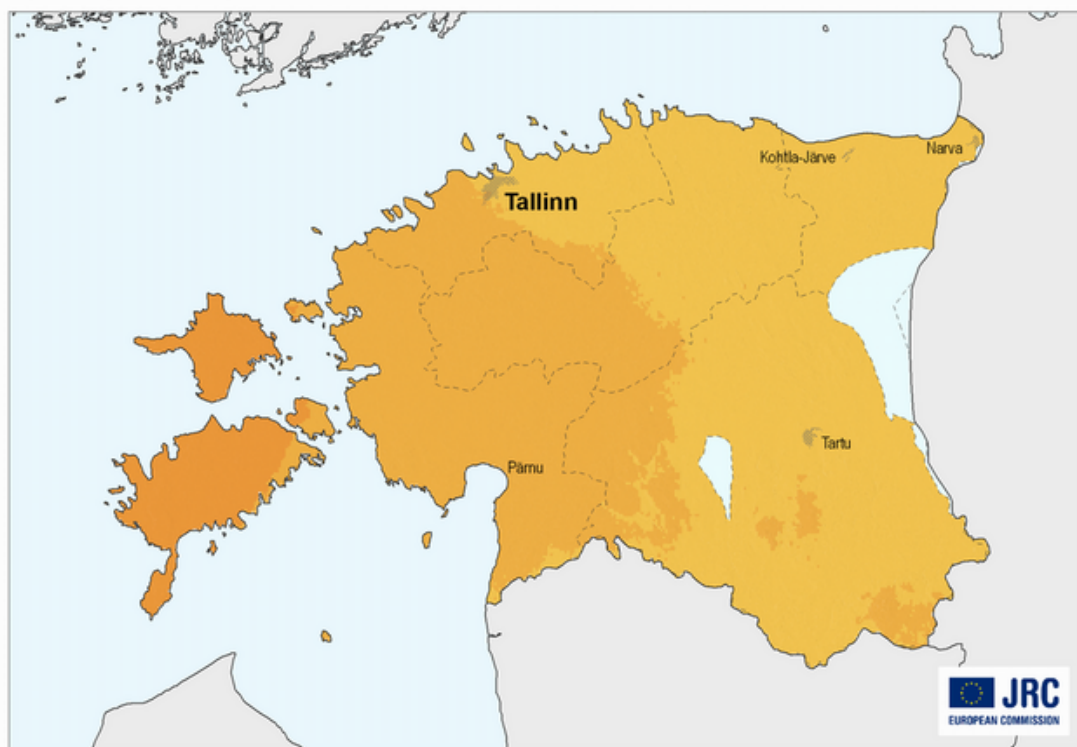 Kohtla-Järve
Narva
Tallinn
Tartu
Pärnu
JRC
EUROPEAN COMMISSION